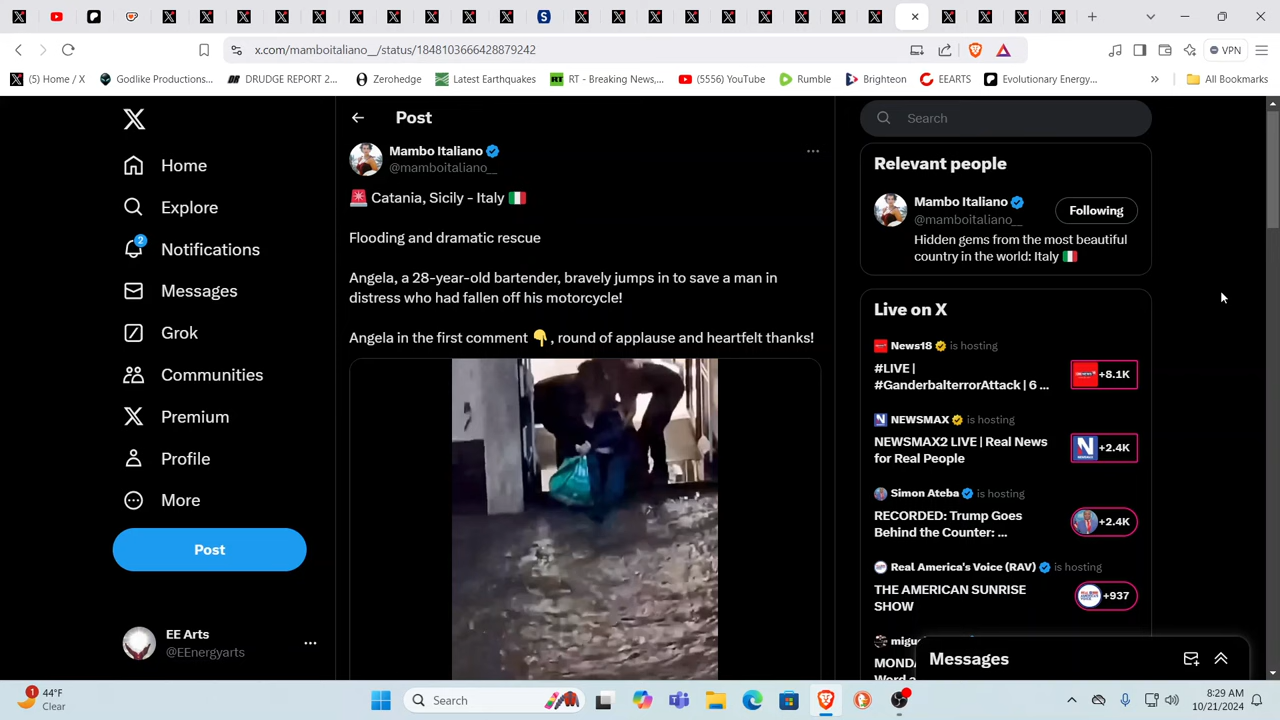 x.com/mamboitaliano__/status/1848103666428879242
VPN
(5) Home / X
Godlike Productions...
DRUDGE REPORT 2...
Zerohedge
Latest Earthquakes
RT - Breaking News,...
(5555) YouTube
Rumble
Brighteon
EEARTS
Evolutionary Energy...
»
All Bookmarks
Home
Explore
2
Notifications
Messages
Grok
Communities
Premium
Profile
More
Post
EE Arts
@EEnergyarts
Post
Mambo Italiano
@mamboitaliano__
🚨 Catania, Sicily - Italy 🇮🇹
Flooding and dramatic rescue
Angela, a 28-year-old bartender, bravely jumps in to save a man in
distress who had fallen off his motorcycle!
Angela in the first comment 👇, round of applause and heartfelt thanks!
Search
Relevant people
Mambo Italiano
@mamboitaliano__
Following
Hidden gems from the most beautiful
country in the world: Italy 🇮🇹
Live on X
News18 is hosting
#LIVE |
#GanderbalterrorAttack | 6 ...
+8.1K
NEWSMAX is hosting
NEWSMAX2 LIVE | Real News
for Real People
+2.4K
Simon Ateba is hosting
RECORDED: Trump Goes
Behind the Counter: ...
+2.4K
Real America's Voice (RAV) is hosting
THE AMERICAN SUNRISE
SHOW
+937
Messages
1
44°F
Clear
Search
8:29 AM
10/21/2024